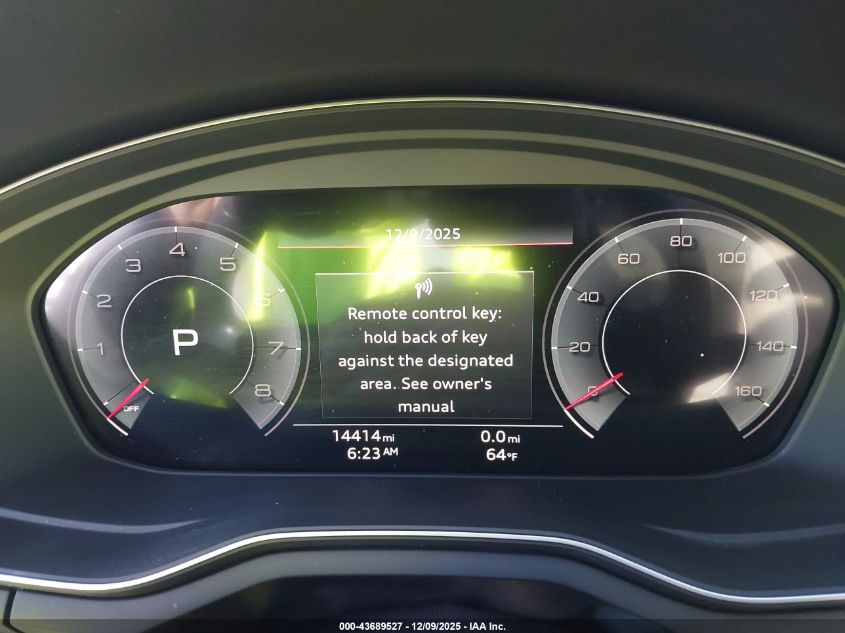 12/9/2025
Remote control key:
hold back of key
against the designated
area. See owner's
manual
1 2 3 4 5 6 7 8
OFF
P
0 20 40 60 80 100 120 140 160
14414mi 0.0mi
6:23AM 64°F
000-43689527 - 12/09/2025 - IAA Inc.